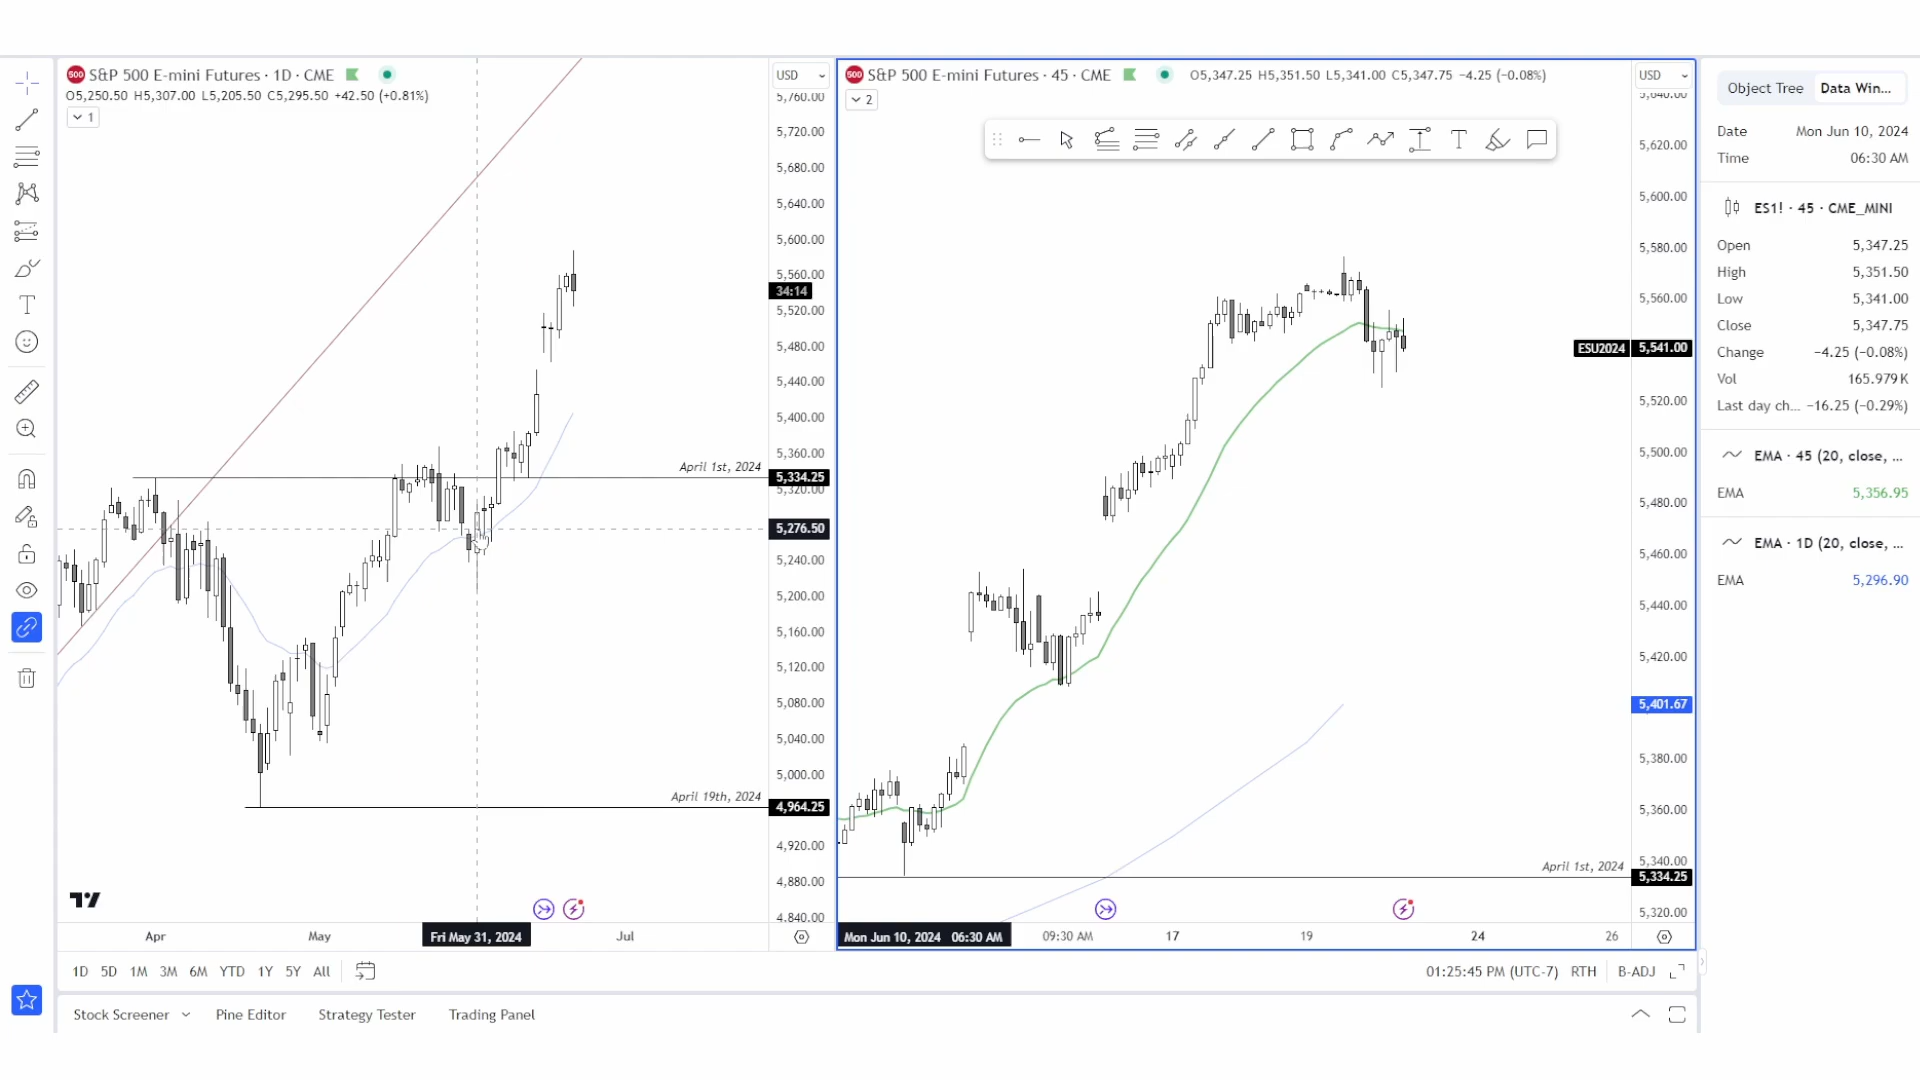 500 S&P 500 E-mini Futures · 1D · CME
O5,250.50 H5,307.00 L5,205.50 C5,295.50 +42.50 (+0.81%)
1
USD
5,760.00
5,720.00
5,680.00
5,640.00
5,600.00
5,560.00
34:14
5,520.00
5,480.00
5,440.00
5,400.00
5,360.00
April 1st, 2024
5,334.25
5,320.00
5,276.50
5,240.00
5,200.00
5,160.00
5,120.00
5,080.00
5,040.00
5,000.00
April 19th, 2024
4,964.25
4,920.00
4,880.00
4,840.00
Apr
May
Fri May 31, 2024
Jul
500 S&P 500 E-mini Futures · 45 · CME
O5,347.25 H5,351.50 L5,341.00 C5,347.75 −4.25 (−0.08%)
2
USD
5,640.00
5,620.00
5,600.00
5,580.00
5,560.00
ESU2024 5,541.00
5,520.00
5,500.00
5,480.00
5,460.00
5,440.00
5,420.00
5,401.67
5,380.00
5,360.00
5,340.00
April 1st, 2024
5,334.25
5,320.00
Mon Jun 10, 2024 06:30 AM
09:30 AM
17
19
24
26
1D 5D 1M 3M 6M YTD 1Y 5Y All
01:25:45 PM (UTC-7) RTH B-ADJ
Stock Screener Pine Editor Strategy Tester Trading Panel
Object Tree Data Win...
Date Mon Jun 10, 2024
Time 06:30 AM
ES1! · 45 · CME_MINI
Open 5,347.25
High 5,351.50
Low 5,341.00
Close 5,347.75
Change −4.25 (−0.08%)
Vol 165.979K
Last day ch... −16.25 (−0.29%)
EMA · 45 (20, close, ...
EMA 5,356.95
EMA · 1D (20, close, ...
EMA 5,296.90